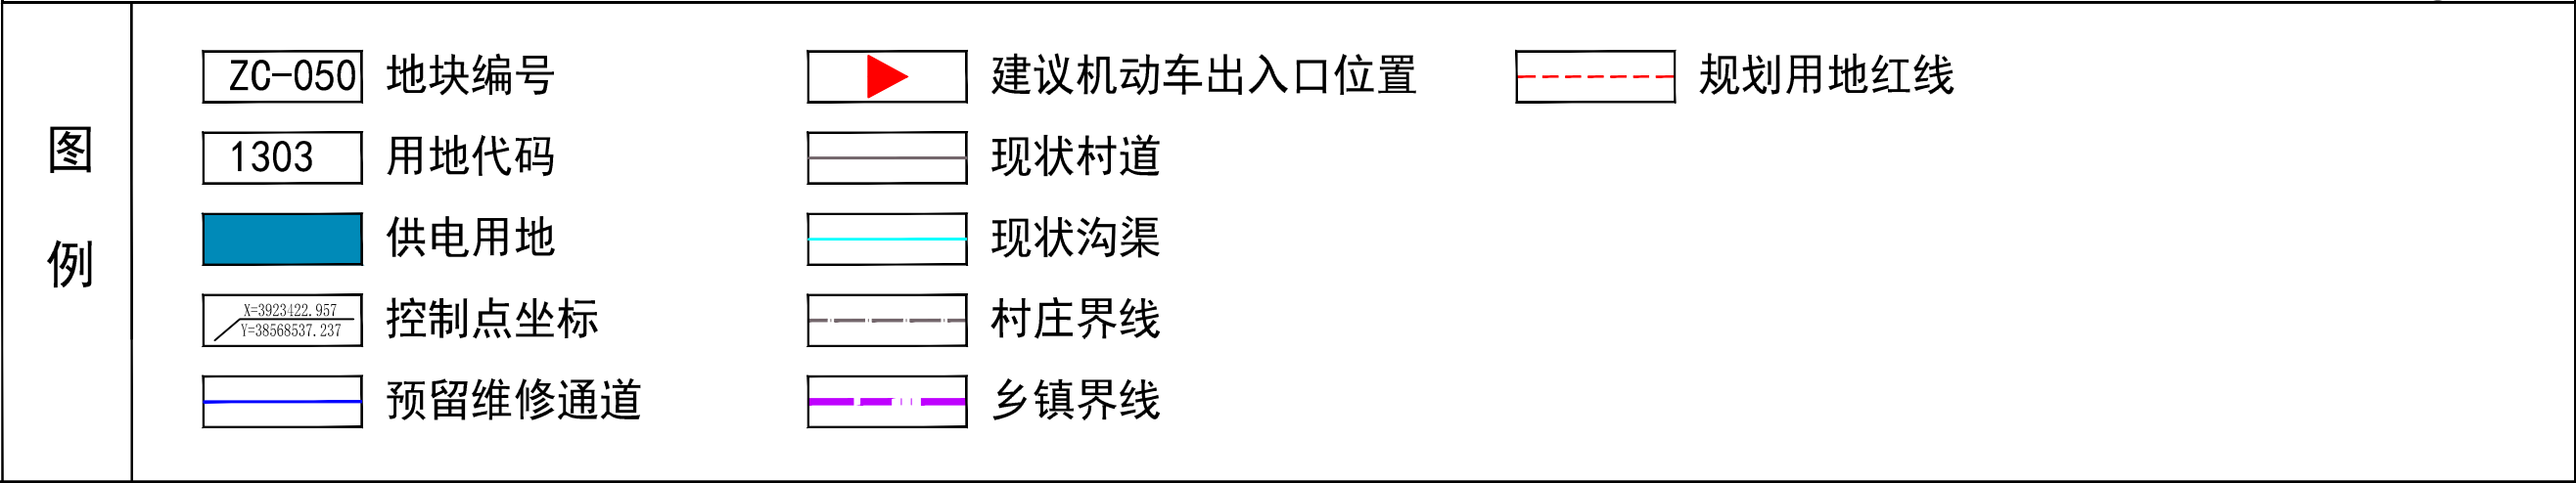 图例
ZC-050 地块编号
1303 用地代码
供电用地
X=3923422.957
Y=38568537.237
控制点坐标
预留维修通道
建议机动车出入口位置
现状村道
现状沟渠
村庄界线
乡镇界线
规划用地红线